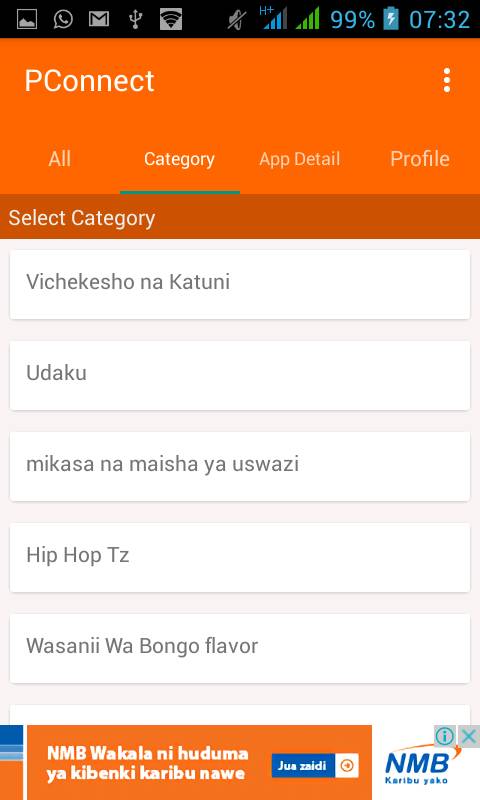 H+ 99% 07:32
PConnect
All Category App Detail Profile
Select Category
Vichekesho na Katuni
Udaku
mikasa na maisha ya uswazi
Hip Hop Tz
Wasanii Wa Bongo flavor
NMB Wakala ni huduma
ya kibenki karibu nawe
Jua zaidi
NMB
Karibu yako